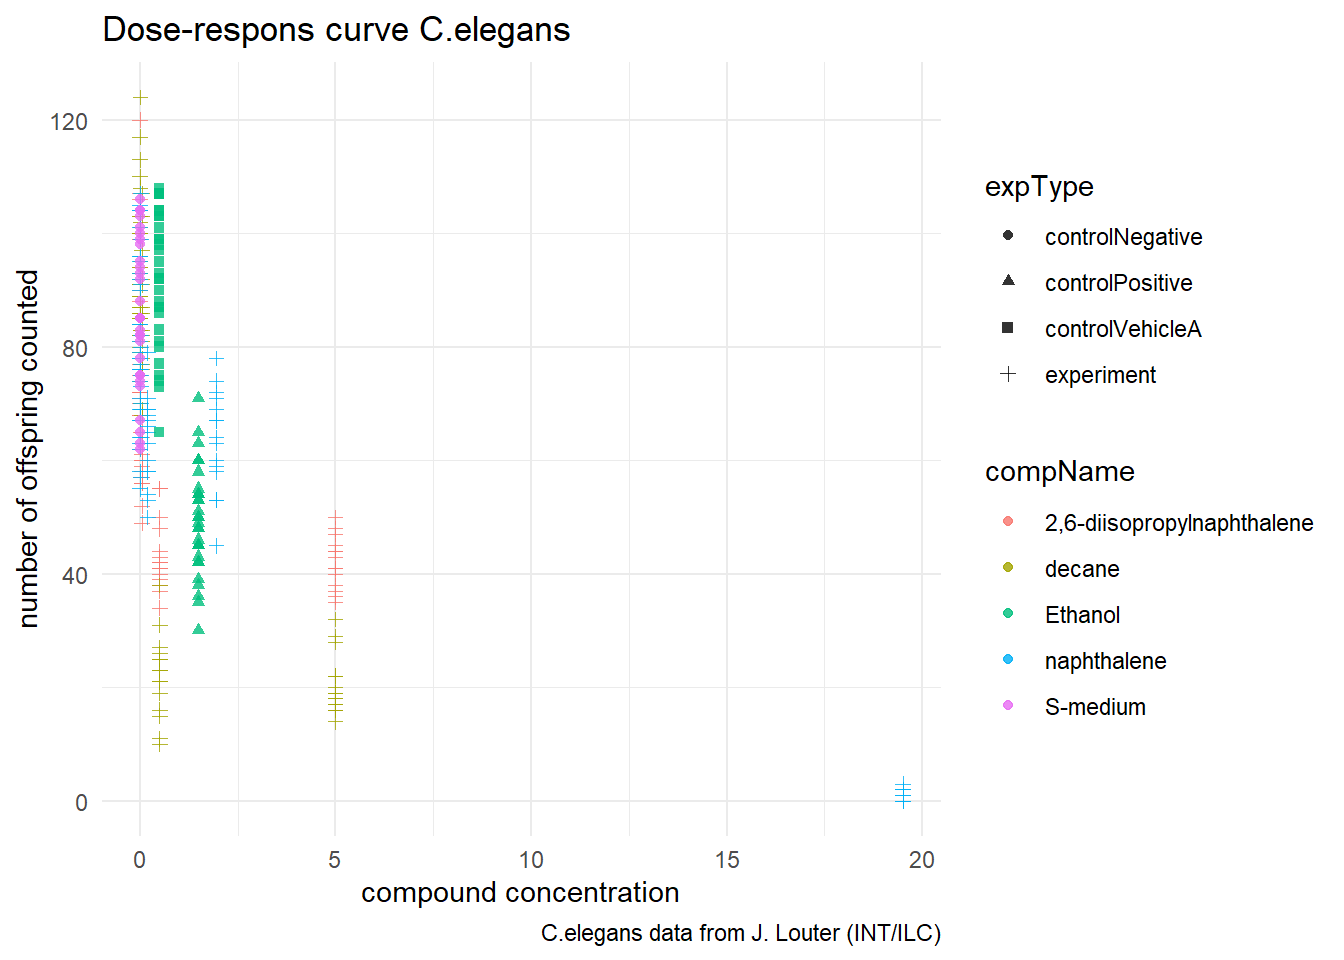 Dose-respons curve C.elegans
number of offspring counted
120
80
40
0
0
5
10
15
20
compound concentration
C.elegans data from J. Louter (INT/ILC)
expType
controlNegative
controlPositive
controlVehicleA
experiment
compName
2,6-diisopropylnaphthalene
decane
Ethanol
naphthalene
S-medium